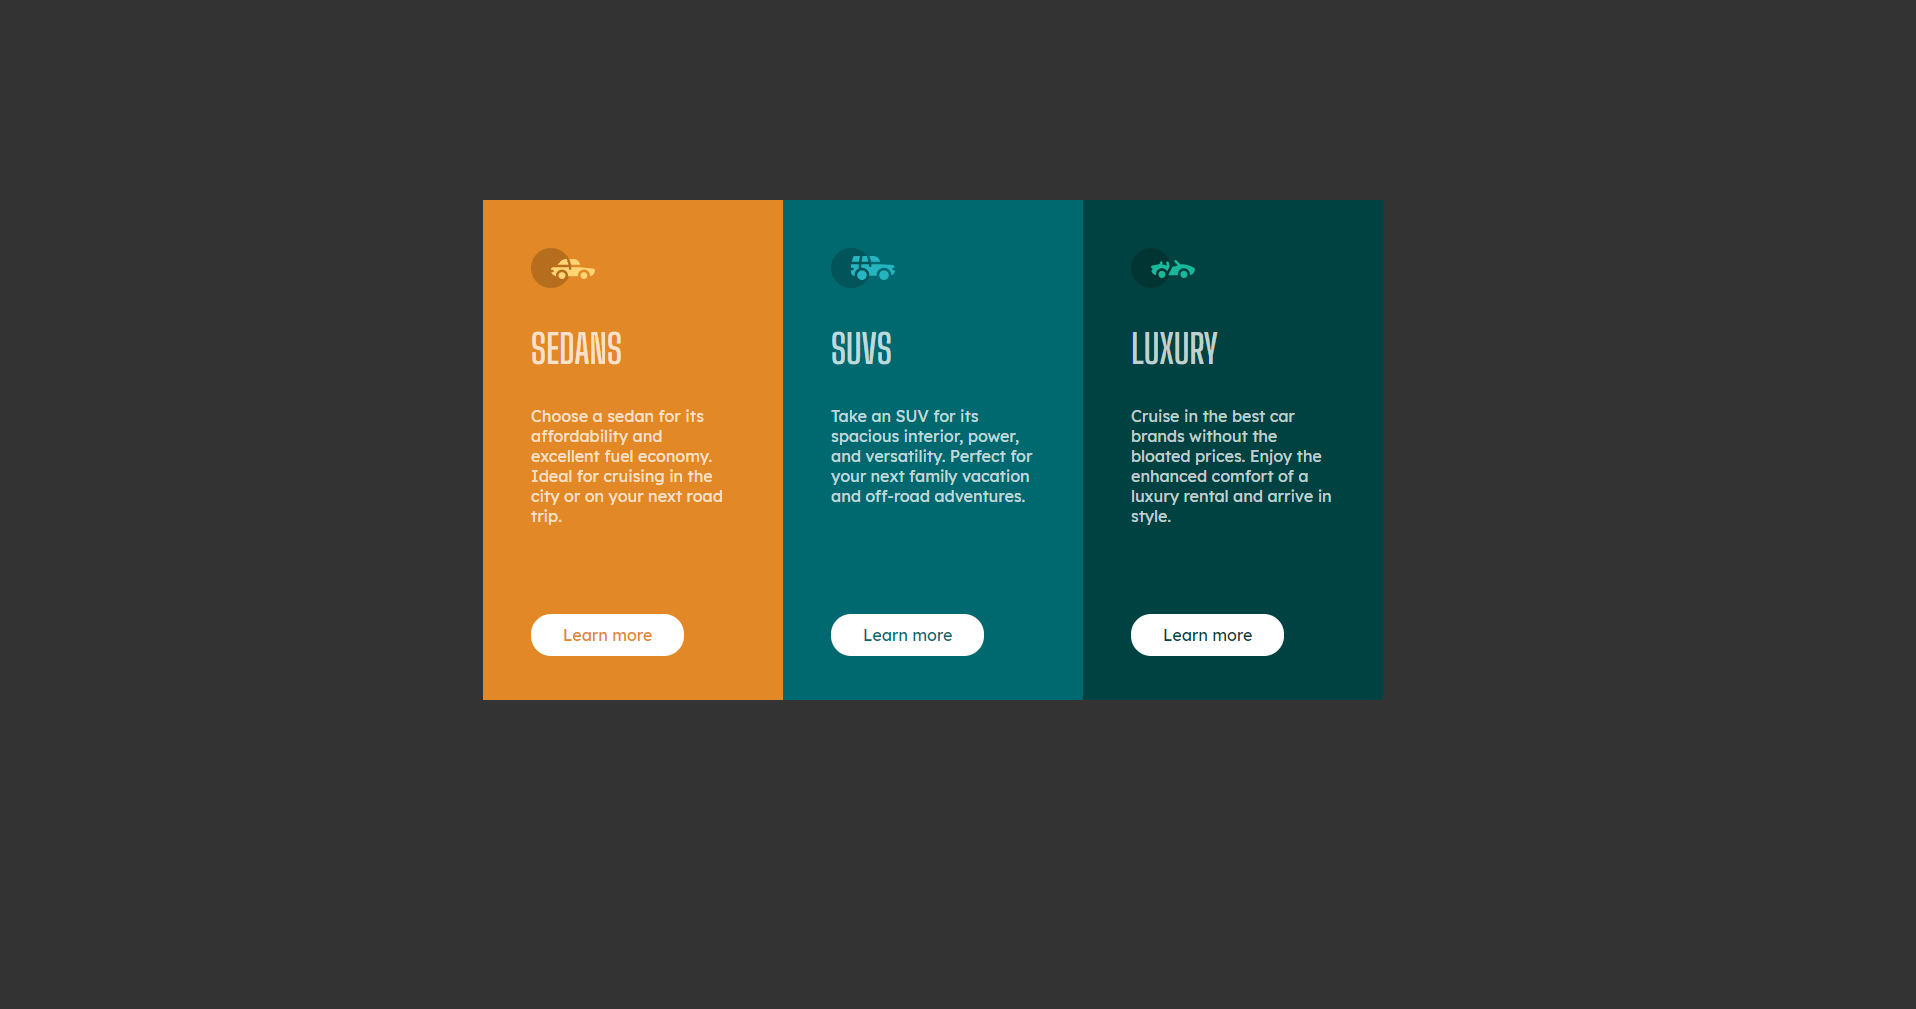 SEDANS
Choose a sedan for its
affordability and
excellent fuel economy.
Ideal for cruising in the
city or on your next road
trip.
Learn more
SUVS
Take an SUV for its
spacious interior, power,
and versatility. Perfect for
your next family vacation
and off-road adventures.
Learn more
LUXURY
Cruise in the best car
brands without the
bloated prices. Enjoy the
enhanced comfort of a
luxury rental and arrive in
style.
Learn more